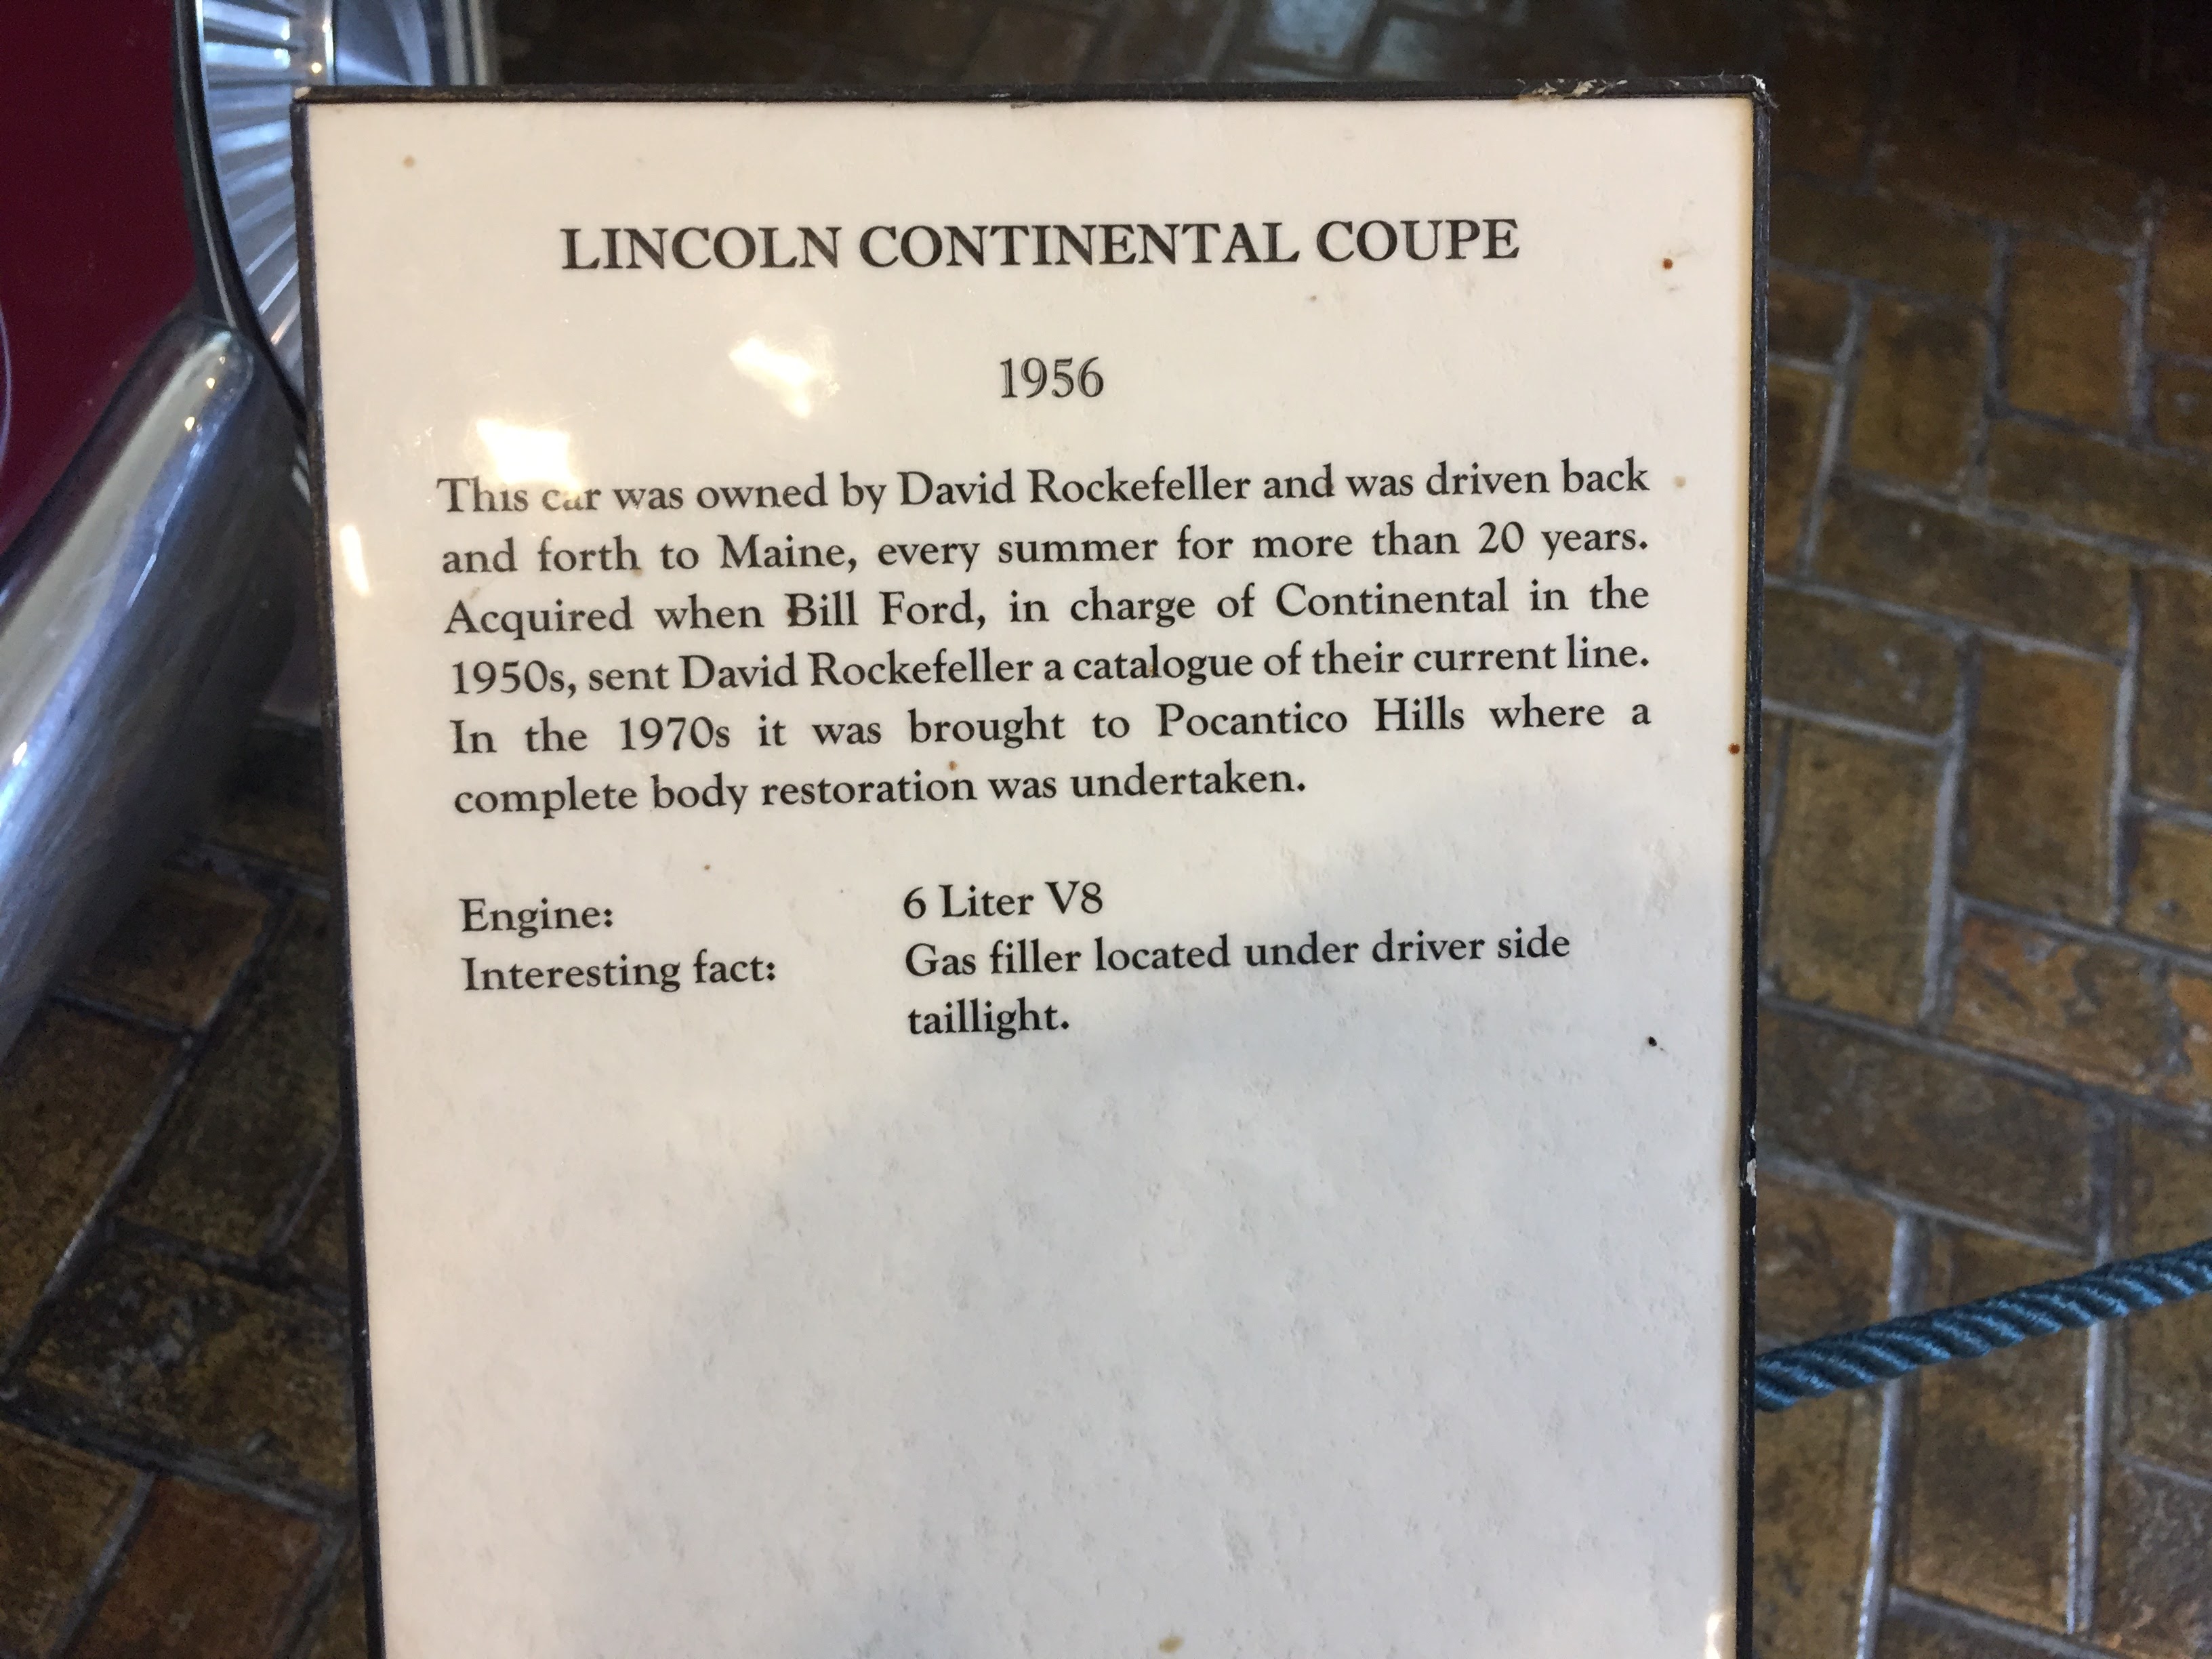 LINCOLN CONTINENTAL COUPE
1956
This car was owned by David Rockefeller and was driven back
and forth to Maine, every summer for more than 20 years.
Acquired when Bill Ford, in charge of Continental in the
1950s, sent David Rockefeller a catalogue of their current line.
In the 1970s it was brought to Pocantico Hills where a
complete body restoration was undertaken.
Engine: 6 Liter V8
Interesting fact: Gas filler located under driver side
taillight.